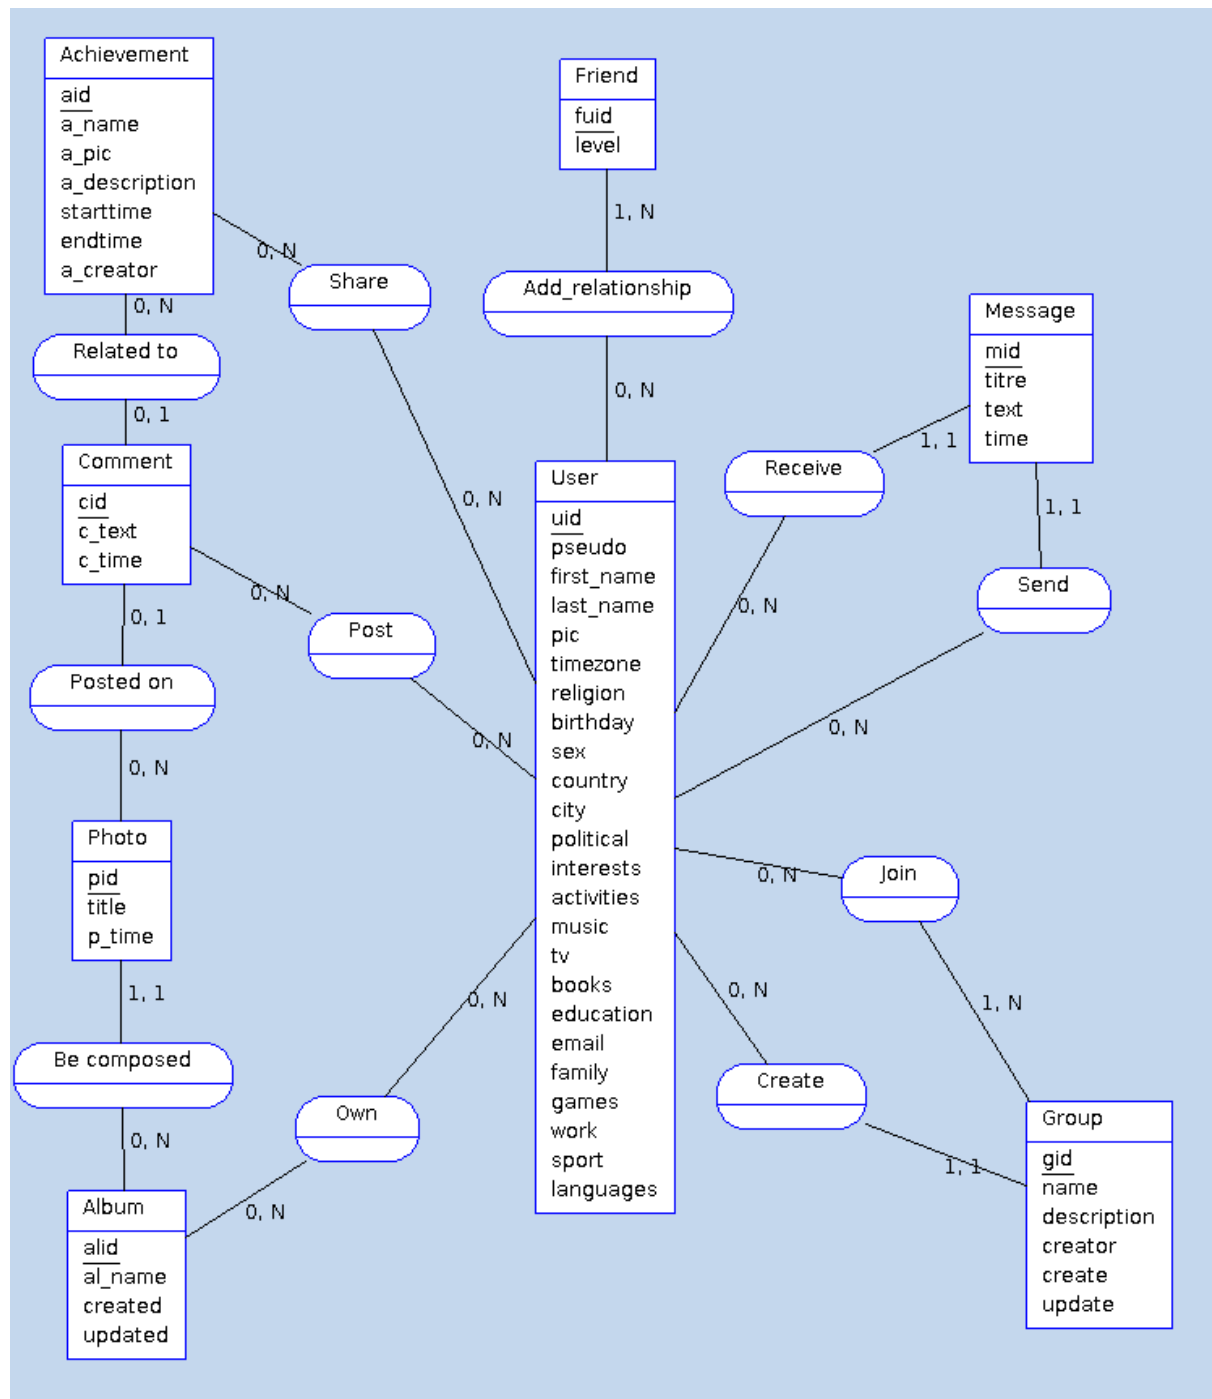 Achievement
aid
a_name
a_pic
a_description
starttime
endtime
a_creator
Friend
fuid
level
1, N
0, N
Share
Add_relationship
0, N
Related to
0, N
0, 1
Message
mid
titre
text
time
1, 1
Receive
1, 1
Send
0, N
0, N
Comment
cid
c_text
c_time
0, N
0, N
Post
0, N
0, 1
Posted on
0, N
User
uid
pseudo
first_name
last_name
pic
timezone
religion
birthday
sex
country
city
political
interests
activities
music
tv
books
education
email
family
games
work
sport
languages
Photo
pid
title
p_time
1, 1
Be composed
0, N
Own
0, N
0, N
Album
alid
al_name
created
updated
0, N
Join
1, N
0, N
Create
1, 1
Group
gid
name
description
creator
create
update